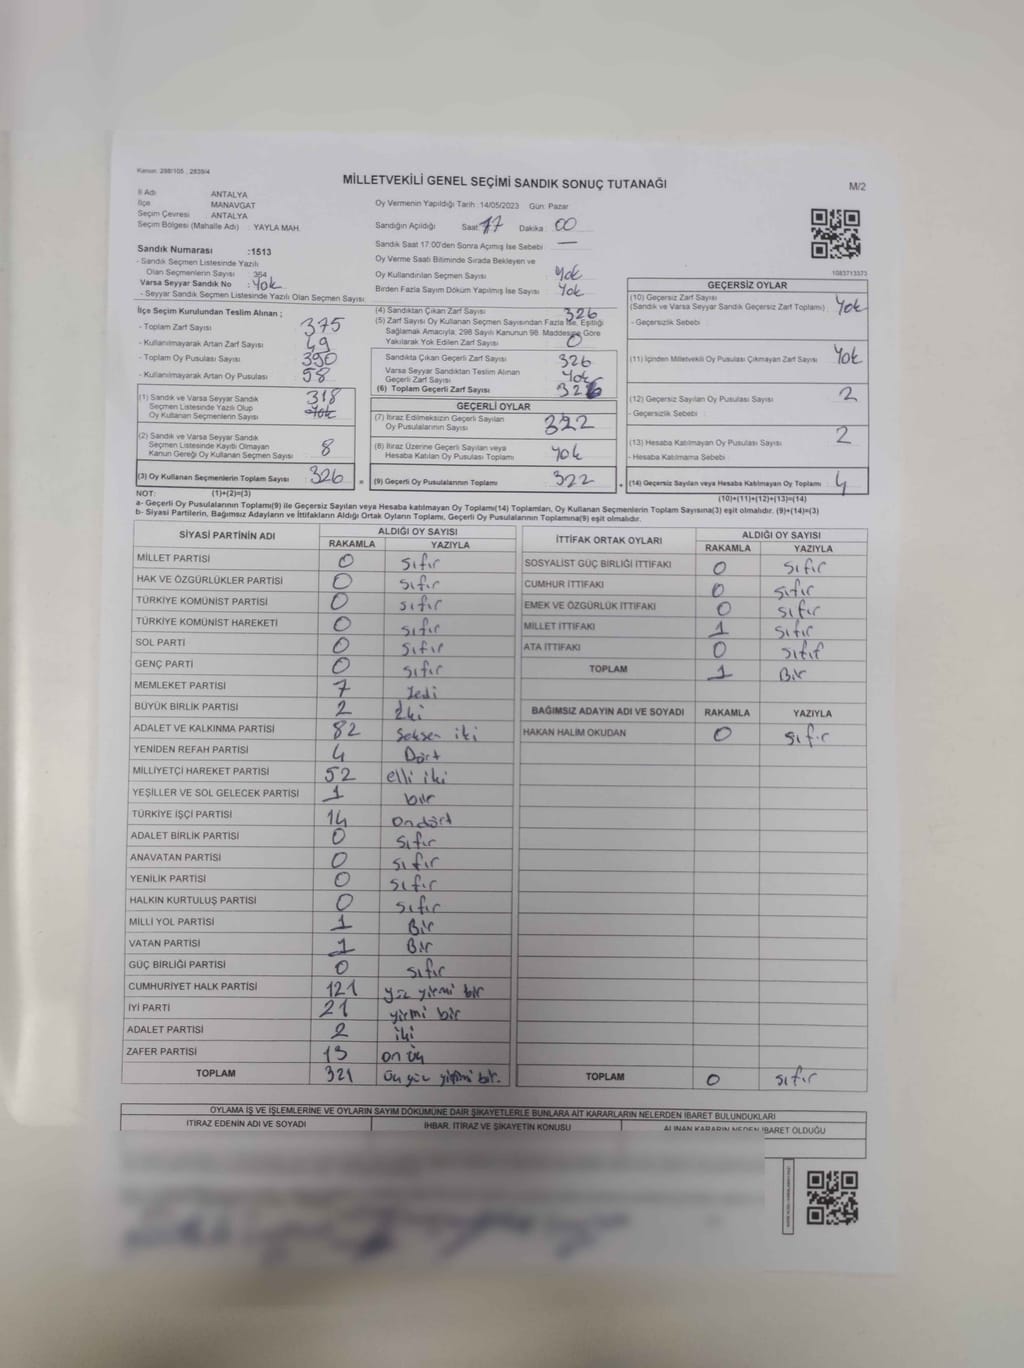 Kanun: 298/105 , 2839/4
MİLLETVEKİLİ GENEL SEÇİMİ SANDIK SONUÇ TUTANAĞI
M/2
İl Adı ANTALYA
İlçe MANAVGAT
Seçim Çevresi : ANTALYA
Seçim Bölgesi (Mahalle Adı) : YAYLA MAH.
Sandık Numarası :1513
- Sandık Seçmen Listesinde Yazılı
Olan Seçmenlerin Sayısı : 364
Varsa Seyyar Sandık No : Yok
- Seyyar Sandık Seçmen Listesinde Yazılı Olan Seçmen Sayısı
Oy Vermenin Yapıldığı Tarih :14/05/2023 Gün: Pazar
Sandığın Açıldığı Saat 17 Dakika : 00
Sandık Saat 17:00'den Sonra Açımış İse Sebebi : —
Oy Verme Saati Bitiminde Sırada Bekleyen ve
Oy Kullandırılan Seçmen Sayısı Yok
Birden Fazla Sayım Döküm Yapılmış İse Sayısı Yok
1083713373
İlçe Seçim Kurulundan Teslim Alınan ;
- Toplam Zarf Sayısı 375
- Kullanılmayarak Artan Zarf Sayısı 49
- Toplam Oy Pusulası Sayısı 390
- Kullanılmayarak Artan Oy Pusulası 58
(1) Sandık ve Varsa Seyyar Sandık
Seçmen Listesinde Yazılı Olup
Oy Kullanan Seçmenlerin Sayısı 318
(2) Sandık ve Varsa Seyyar Sandık
Seçmen Listesinde Kayıtlı Olmayan
Kanun Gereği Oy Kullanan Seçmen Sayısı 8
(3) Oy Kullanan Seçmenlerin Toplam Sayısı 326
(4) Sandıktan Çıkan Zarf Sayısı 326
(5) Zarf Sayısı Oy Kullanan Seçmen Sayısından Fazla İse, Eşitliği
Sağlamak Amacıyla, 298 Sayılı Kanunun 98. Maddesine Göre
Yakılarak Yok Edilen Zarf Sayısı 0
Sandıkta Çıkan Geçerli Zarf Sayısı 326
Varsa Seyyar Sandıktan Teslim Alınan
Geçerli Zarf Sayısı Yok
(6) Toplam Geçerli Zarf Sayısı 326
GEÇERLİ OYLAR
(7) İtiraz Edilmeksizin Geçerli Sayılan
Oy Pusulalarının Sayısı 322
(8) İtiraz Üzerine Geçerli Sayılan veya
Hesaba Katılan Oy Pusulası Toplamı Yok
= (9) Geçerli Oy Pusulalarının Toplamı 322
GEÇERSİZ OYLAR
(10) Geçersiz Zarf Sayısı
(Sandık ve Varsa Seyyar Sandık Geçersiz Zarf Toplamı) Yok
- Geçersizlik Sebebi :
(11) İçinden Milletvekili Oy Pusulası Çıkmayan Zarf Sayısı Yok
(12) Geçersiz Sayılan Oy Pusulası Sayısı 2
- Geçersizlik Sebebi :
(13) Hesaba Katılmayan Oy Pusulası Sayısı 2
- Hesaba Katılmama Sebebi :
+ (14) Geçersiz Sayılan veya Hesaba Katılmayan Oy Toplamı 4
NOT: (1)+(2)=(3)
(10)+(11)+(12)+(13)=(14)
a- Geçerli Oy Pusulalarının Toplamı(9) ile Geçersiz Sayılan veya Hesaba katılmayan Oy Toplamı(14) Toplamları, Oy Kullanan Seçmenlerin Toplam Sayısına(3) eşit olmalıdır. (9)+(14)=(3)
b- Siyasi Partilerin, Bağımsız Adayların ve İttifakların Aldığı Ortak Oyların Toplamı, Geçerli Oy Pusulalarının Toplamına(9) eşit olmalıdır.
SİYASİ PARTİNİN ADI ALDIĞI OY SAYISI
RAKAMLA YAZIYLA
MİLLET PARTİSİ 0 sıfır
HAK VE ÖZGÜRLÜKLER PARTİSİ 0 sıfır
TÜRKİYE KOMÜNİST PARTİSİ 0 sıfır
TÜRKİYE KOMÜNİST HAREKETİ 0 sıfır
SOL PARTİ 0 sıfır
GENÇ PARTİ 0 sıfır
MEMLEKET PARTİSİ 7 Yedi
BÜYÜK BİRLİK PARTİSİ 2 İki
ADALET VE KALKINMA PARTİSİ 82 Seksen iki
YENİDEN REFAH PARTİSİ 4 Dört
MİLLİYETÇİ HAREKET PARTİSİ 52 elli iki
YEŞİLLER VE SOL GELECEK PARTİSİ 1 bir
TÜRKİYE İŞÇİ PARTİSİ 14 ondört
ADALET BİRLİK PARTİSİ 0 sıfır
ANAVATAN PARTİSİ 0 sıfır
YENİLİK PARTİSİ 0 sıfır
HALKIN KURTULUŞ PARTİSİ 0 sıfır
MİLLİ YOL PARTİSİ 1 Bir
VATAN PARTİSİ 1 Bir
GÜÇ BİRLİĞİ PARTİSİ 0 sıfır
CUMHURİYET HALK PARTİSİ 121 yüz yirmi bir
İYİ PARTİ 21 yirmi bir
ADALET PARTİSİ 2 iki
ZAFER PARTİSİ 13 on üç
TOPLAM 321 üç yüz yirmi bir.
İTTİFAK ORTAK OYLARI ALDIĞI OY SAYISI
RAKAMLA YAZIYLA
SOSYALİST GÜÇ BİRLİĞİ İTTİFAKI 0 sıfır
CUMHUR İTTİFAKI 0 sıfır
EMEK VE ÖZGÜRLÜK İTTİFAKI 0 sıfır
MİLLET İTTİFAKI 1 sıfır
ATA İTTİFAKI 0 sıfır
TOPLAM 1 Bir
BAĞIMSIZ ADAYIN ADI VE SOYADI RAKAMLA YAZIYLA
HAKAN HALİM OKUDAN 0 sıfır
TOPLAM 0 sıfır
OYLAMA İŞ VE İŞLEMLERİNE VE OYLARIN SAYIM DÖKÜMÜNE DAİR ŞİKAYETLERLE BUNLARA AİT KARARLARIN NELERDEN İBARET BULUNDUKLARI
İTİRAZ EDENİN ADI VE SOYADI İHBAR, İTİRAZ VE ŞİKAYETİN KONUSU ALINAN KARARIN NEDEN İBARET OLDUĞU